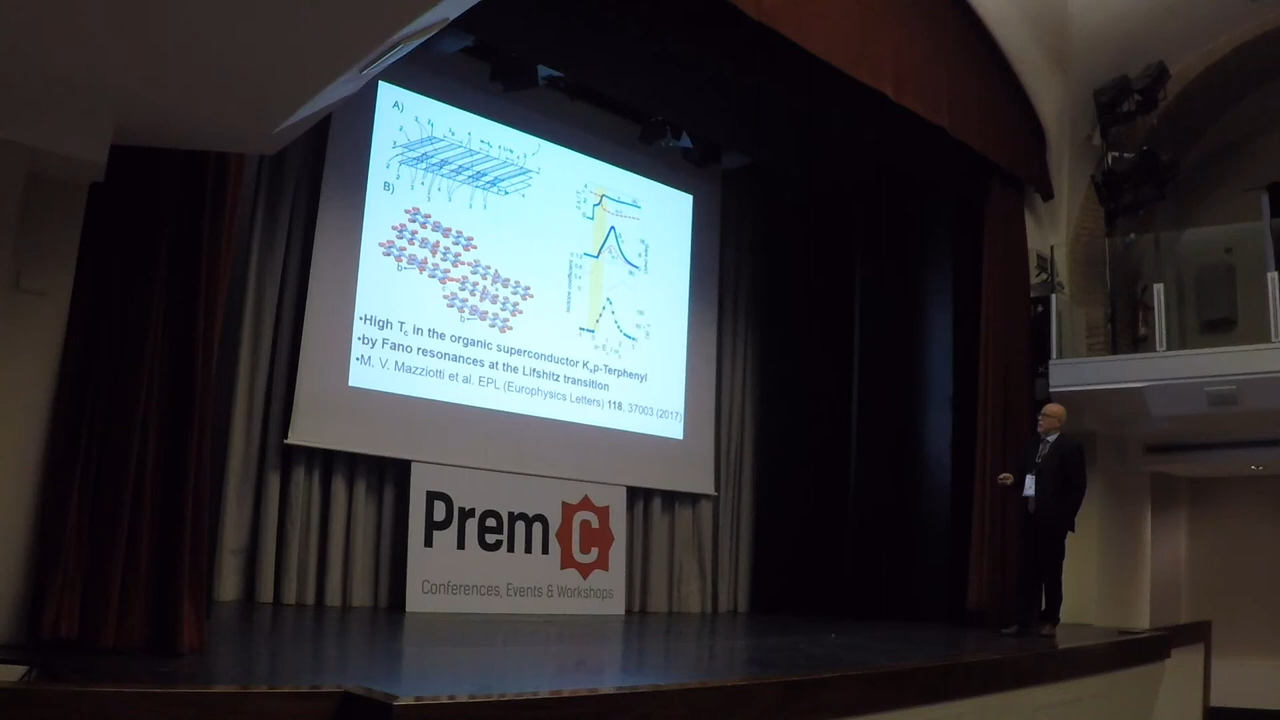 A)
B)
b
b
•High Tc in the organic superconductor Kxp-Terphenyl
•by Fano resonances at the Lifshitz transition
•M. V. Mazziotti et al. EPL (Europhysics Letters) 118, 37003 (2017)
Prem C
Conferences, Events & Workshops